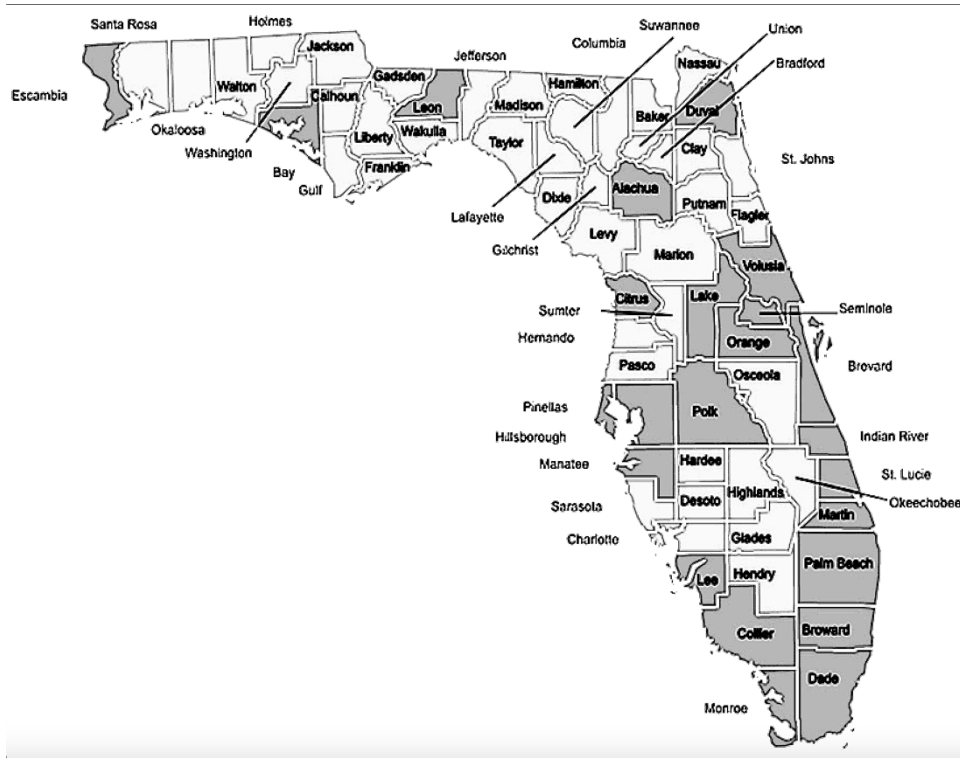 Santa Rosa
Holmes
Suwannee
Union
Jackson
Columbia
Jefferson
Bradford
Nassau
Gadsden
Hamilton
Escambia
Walton
Calhoun
Leon
Madison
Baker
Duval
Okaloosa
Washington
Liberty
Wakulla
Taylor
Clay
St. Johns
Bay
Gulf
Franklin
Lafayette
Dixie
Alachua
Putnam
Flagler
Gilchrist
Levy
Marion
Volusia
Citrus
Lake
Sumter
Seminole
Hernando
Orange
Pasco
Osceola
Brevard
Pinellas
Polk
Hillsborough
Indian River
Manatee
Hardee
St. Lucie
Sarasota
Desoto
Highlands
Okeechobee
Martin
Charlotte
Glades
Lee
Hendry
Palm Beach
Collier
Broward
Dade
Monroe